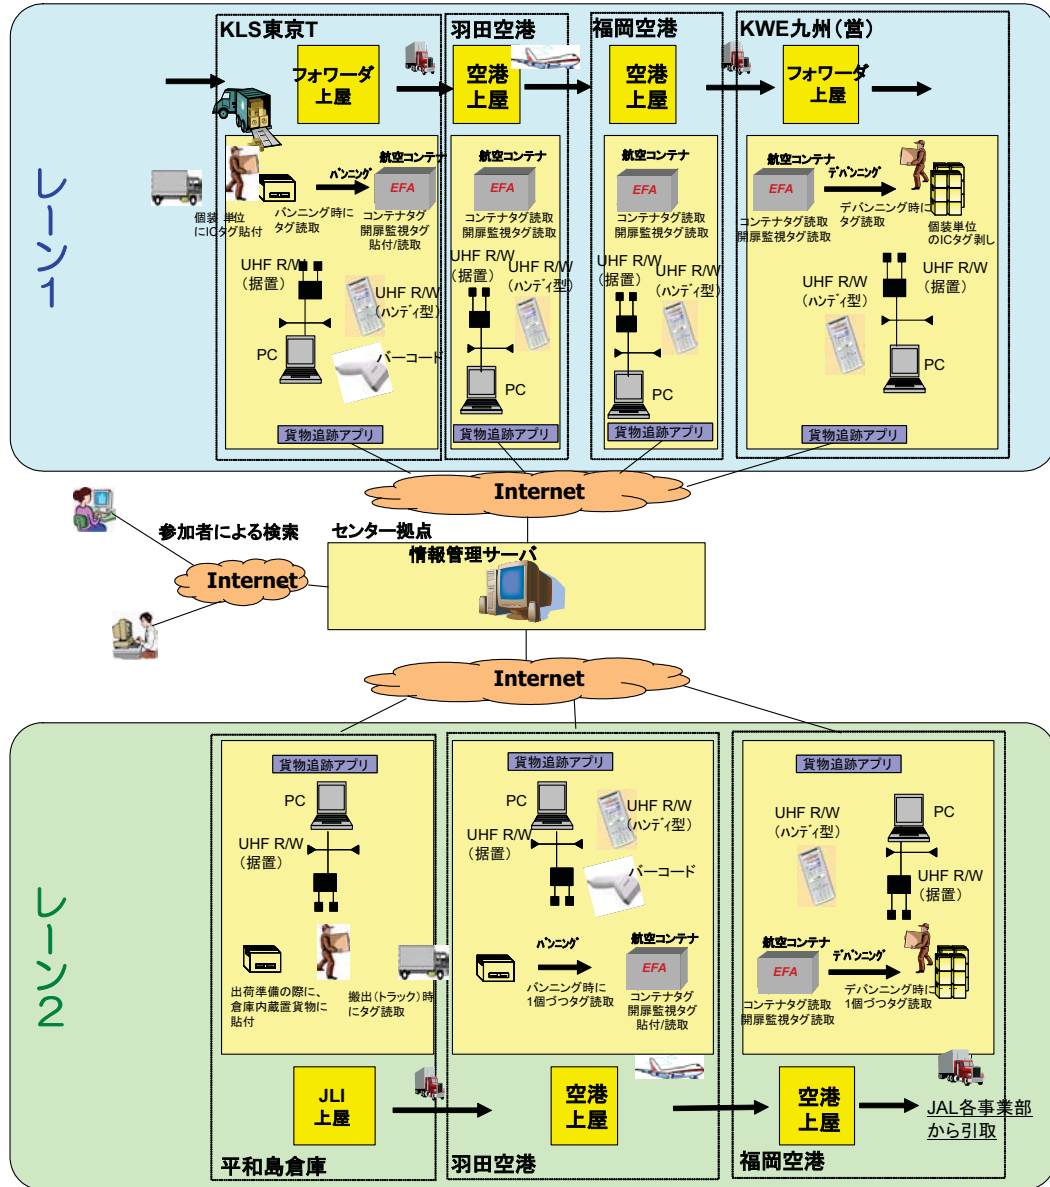 レーン1
KLS東京T
フォワーダ
上屋
個装 単位
にICタグ貼付
バンニング
バンニング時に
タグ読取
航空コンテナ
EFA
コンテナタグ
開扉監視タグ
貼付/読取
UHF R/W
(据置)
UHF R/W
(ハンディ型)
バーコード
PC
貨物追跡アプリ
羽田空港
空港
上屋
航空コンテナ
EFA
コンテナタグ読取
開扉監視タグ読取
UHF R/W
(据置)
UHF R/W
(ハンディ型)
PC
貨物追跡アプリ
福岡空港
空港
上屋
航空コンテナ
EFA
コンテナタグ読取
開扉監視タグ読取
UHF R/W
(据置)
UHF R/W
(ハンディ型)
PC
貨物追跡アプリ
KWE九州(営)
フォワーダ
上屋
航空コンテナ
EFA
コンテナタグ読取
開扉監視タグ読取
デバンニング
デバンニング時に
タグ読取
個装単位
のICタグ剥し
UHF R/W
(ハンディ型)
UHF R/W
(据置)
PC
貨物追跡アプリ
Internet
参加者による検索
Internet
センター拠点
情報管理サーバ
Internet
レーン2
貨物追跡アプリ
PC
UHF R/W
(据置)
出荷準備の際に、
倉庫内蔵置貨物に
貼付
搬出(トラック)時
にタグ読取
JLI
上屋
平和島倉庫
貨物追跡アプリ
PC
UHF R/W
(ハンディ型)
UHF R/W
(据置)
バーコード
バンニング
バンニング時に
1個づつタグ読取
航空コンテナ
EFA
コンテナタグ
開扉監視タグ
貼付/読取
空港
上屋
羽田空港
貨物追跡アプリ
UHF R/W
(ハンディ型)
PC
UHF R/W
(据置)
航空コンテナ
EFA
コンテナタグ読取
開扉監視タグ読取
デバンニング
デバンニング時に
1個づつタグ読取
空港
上屋
福岡空港
JAL各事業部
から引取